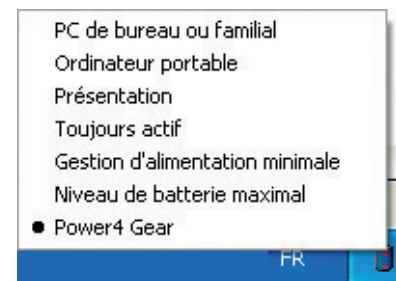 PC de bureau ou familial
Ordinateur portable
Présentation
Toujours actif
Gestion d'alimentation minimale
Niveau de batterie maximal
Power4 Gear
FR